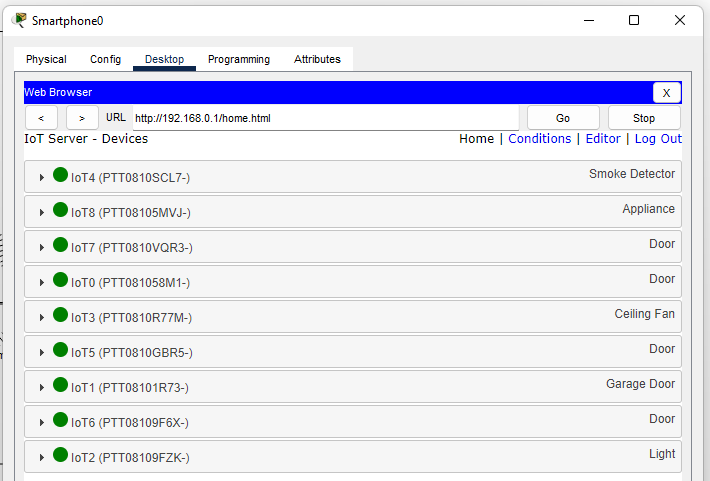 Smartphone0
Physical Config Desktop Programming Attributes
Web Browser X
< > URL http://192.168.0.1/home.html Go Stop
IoT Server - Devices Home | Conditions | Editor | Log Out
IoT4 (PTT0810SCL7-) Smoke Detector
IoT8 (PTT08105MVJ-) Appliance
IoT7 (PTT0810VQR3-) Door
IoT0 (PTT081058M1-) Door
IoT3 (PTT0810R77M-) Ceiling Fan
IoT5 (PTT0810GBR5-) Door
IoT1 (PTT08101R73-) Garage Door
IoT6 (PTT08109F6X-) Door
IoT2 (PTT08109FZK-) Light